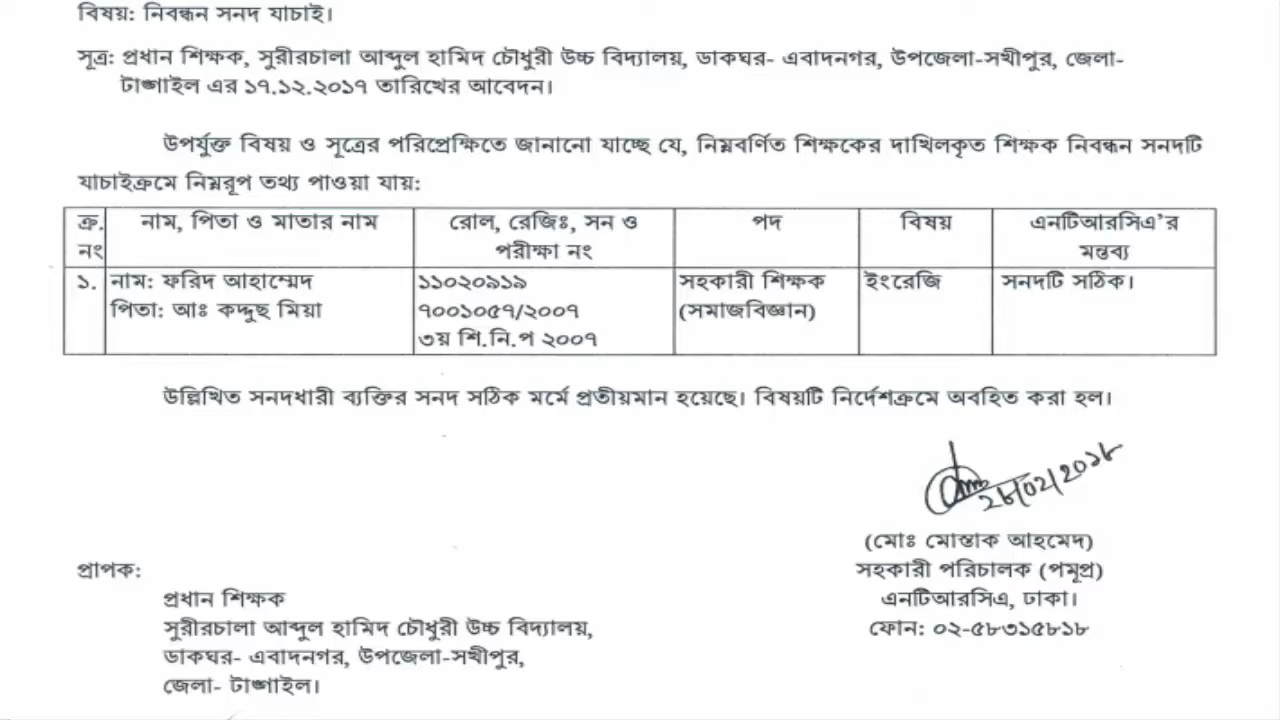 বিষয়: নিবন্ধন সনদ যাচাই।
সূত্র: প্রধান শিক্ষক, সুরীরচালা আব্দুল হামিদ চৌধুরী উচ্চ বিদ্যালয়, ডাকঘর- এবাদনগর, উপজেলা-সখীপুর, জেলা-
টাঙ্গাইল এর ১৭.১২.২০১৭ তারিখের আবেদন।
উপর্যুক্ত বিষয় ও সূত্রের পরিপ্রেক্ষিতে জানানো যাচ্ছে যে, নিম্নবর্ণিত শিক্ষকের দাখিলকৃত শিক্ষক নিবন্ধন সনদটি
যাচাইক্রমে নিম্নরূপ তথ্য পাওয়া যায়:
ক্র. নাম, পিতা ও মাতার নাম রোল, রেজিঃ, সন ও পদ বিষয় এনটিআরসিএ’র
নং পরীক্ষা নং মন্তব্য
১. নাম: ফরিদ আহাম্মেদ ১১০২০৯১৯ সহকারী শিক্ষক ইংরেজি সনদটি সঠিক।
পিতা: আঃ কদ্দুছ মিয়া ৭০০১০৫৭/২০০৭ (সমাজবিজ্ঞান)
৩য় শি.নি.প ২০০৭
উল্লিখিত সনদধারী ব্যক্তির সনদ সঠিক মর্মে প্রতীয়মান হয়েছে। বিষয়টি নির্দেশক্রমে অবহিত করা হল।
২৮/০২/২০১৮
(মোঃ মোস্তাক আহমেদ)
সহকারী পরিচালক (পমূপ্র)
এনটিআরসিএ, ঢাকা।
ফোন: ০২-৫৮৩১৫৮১৮
প্রাপক:
প্রধান শিক্ষক
সুরীরচালা আব্দুল হামিদ চৌধুরী উচ্চ বিদ্যালয়,
ডাকঘর- এবাদনগর, উপজেলা-সখীপুর,
জেলা- টাঙ্গাইল।